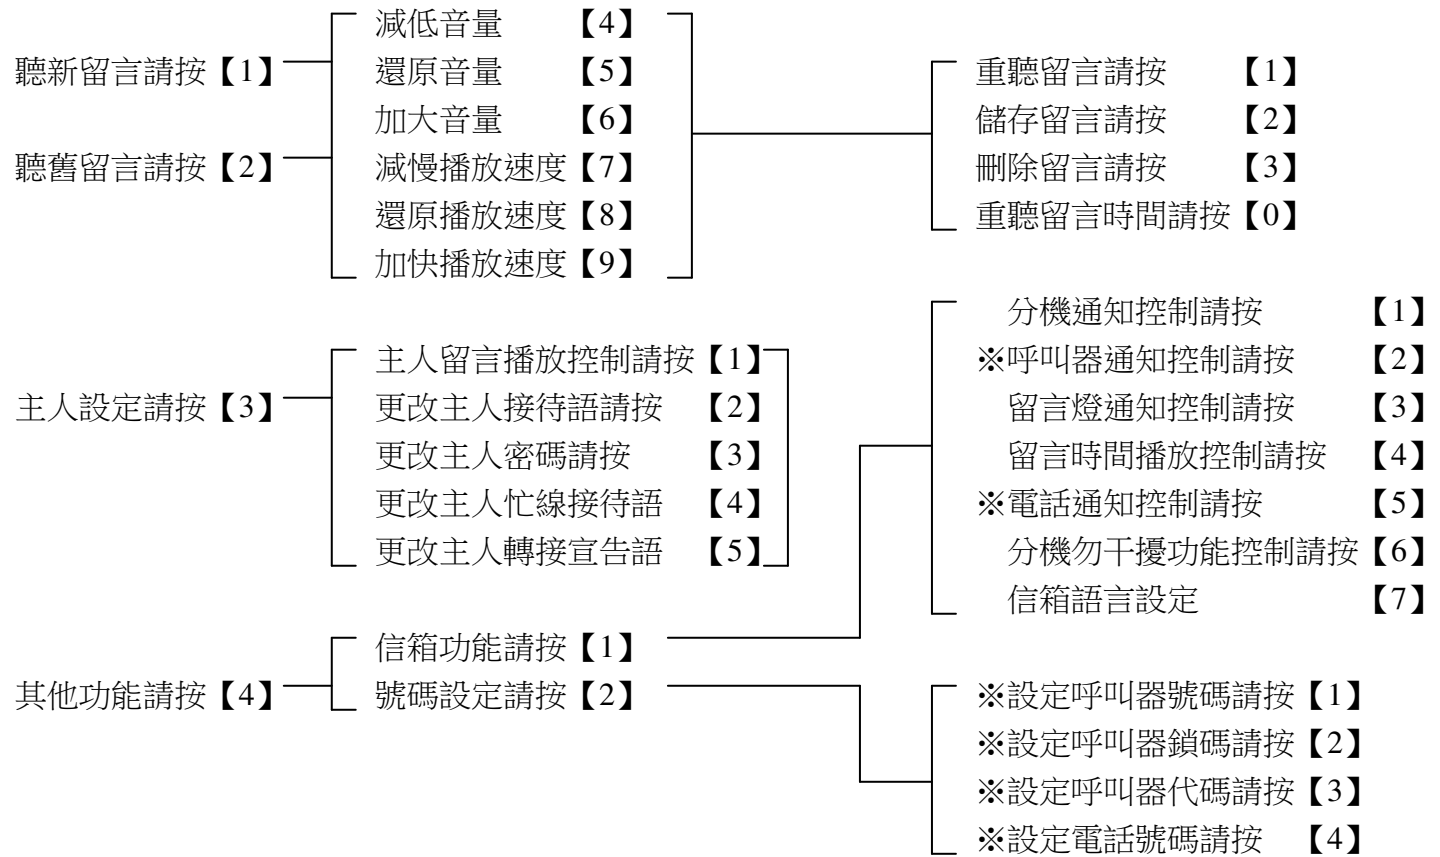 聽新留言請按【1】
聽舊留言請按【2】
減低音量【4】
還原音量【5】
加大音量【6】
減慢播放速度【7】
還原播放速度【8】
加快播放速度【9】
重聽留言請按【1】
儲存留言請按【2】
刪除留言請按【3】
重聽留言時間請按【0】
主人設定請按【3】
主人留言播放控制請按【1】
更改主人接待語請按【2】
更改主人密碼請按【3】
更改主人忙線接待語【4】
更改主人轉接宣告語【5】
其他功能請按【4】
信箱功能請按【1】
號碼設定請按【2】
分機通知控制請按【1】
※呼叫器通知控制請按【2】
留言燈通知控制請按【3】
留言時間播放控制請按【4】
※電話通知控制請按【5】
分機勿干擾功能控制請按【6】
信箱語言設定【7】
※設定呼叫器號碼請按【1】
※設定呼叫器鎖碼請按【2】
※設定呼叫器代碼請按【3】
※設定電話號碼請按【4】